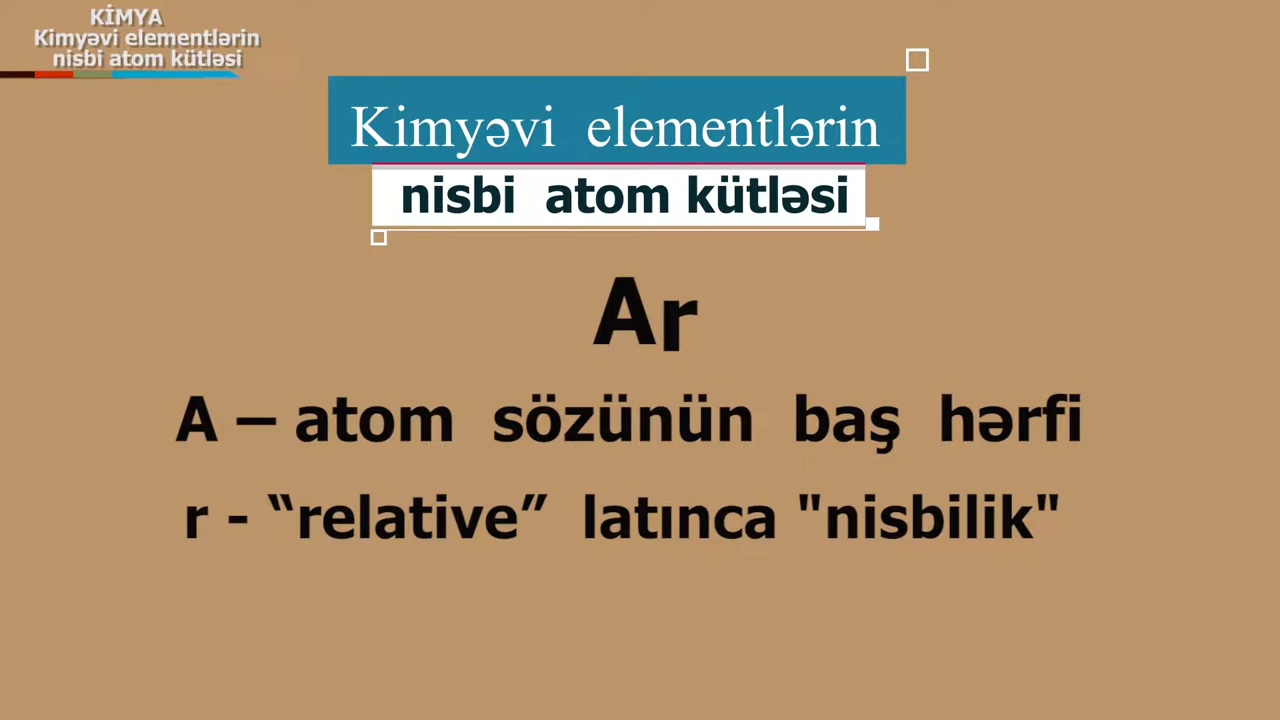 KİMYA
Kimyəvi elementlərin
nisbi atom kütləsi
Kimyəvi elementlərin
nisbi atom kütləsi
Ar
A – atom sözünün baş hərfi
r - “relative” latınca "nisbilik"